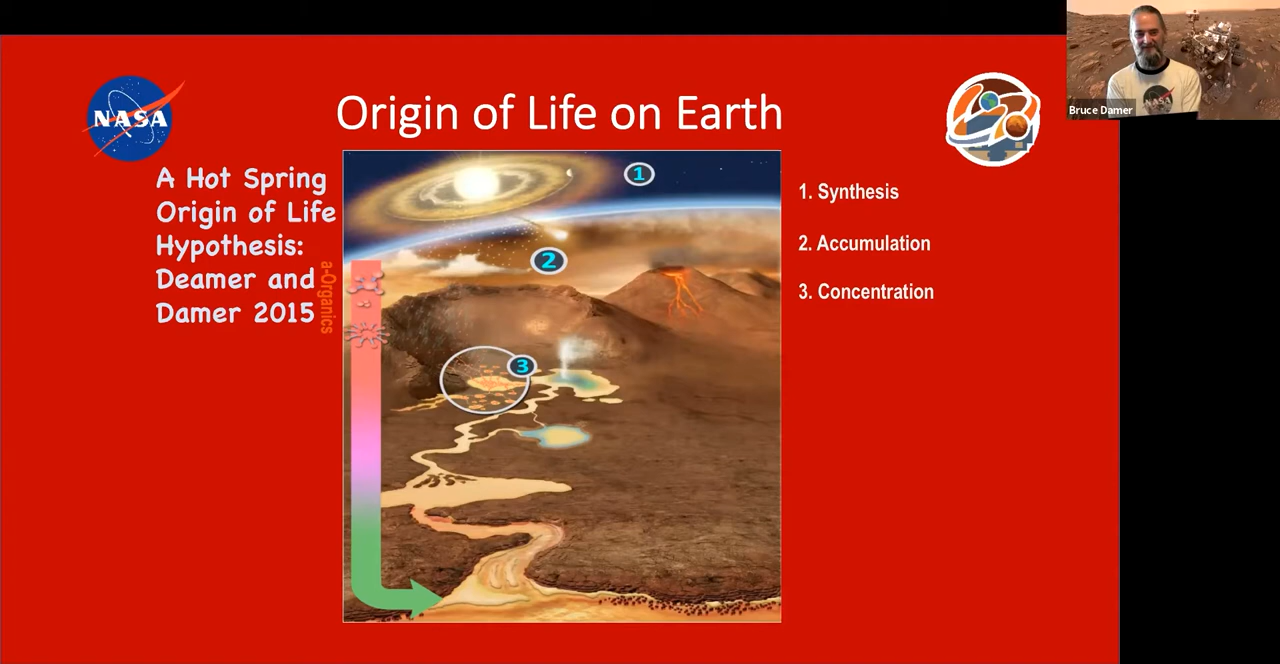 Bruce Damer
NASA
NASA
Origin of Life on Earth
A Hot Spring
Origin of Life
Hypothesis:
Deamer and
Damer 2015
a-Organics
1
2
3
1. Synthesis
2. Accumulation
3. Concentration